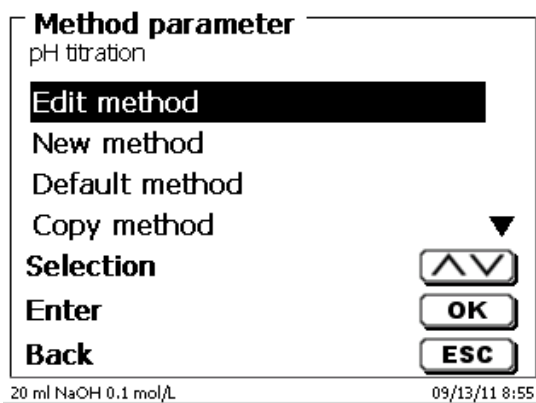 Method parameter
pH titration
Edit method
New method
Default method
Copy method
Selection
Enter OK
Back ESC
20 ml NaOH 0.1 mol/L 09/13/11 8:55